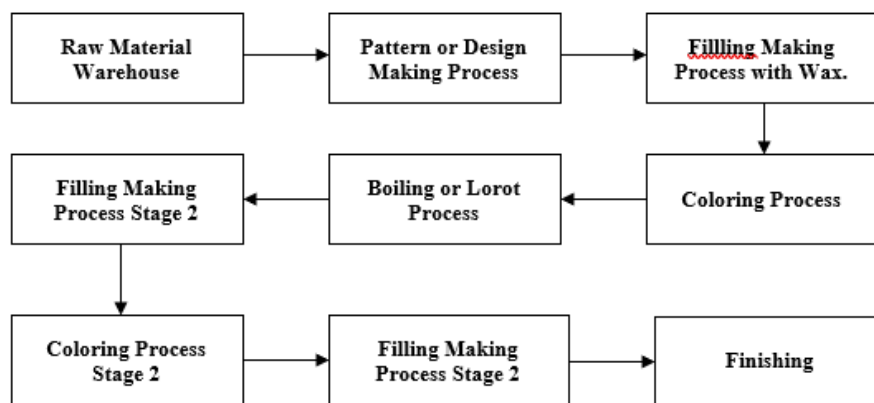 Raw Material
Warehouse
Pattern or Design
Making Process
Fillling Making
Process with Wax.
Filling Making
Process Stage 2
Boiling or Lorot
Process
Coloring Process
Coloring Process
Stage 2
Filling Making
Process Stage 2
Finishing